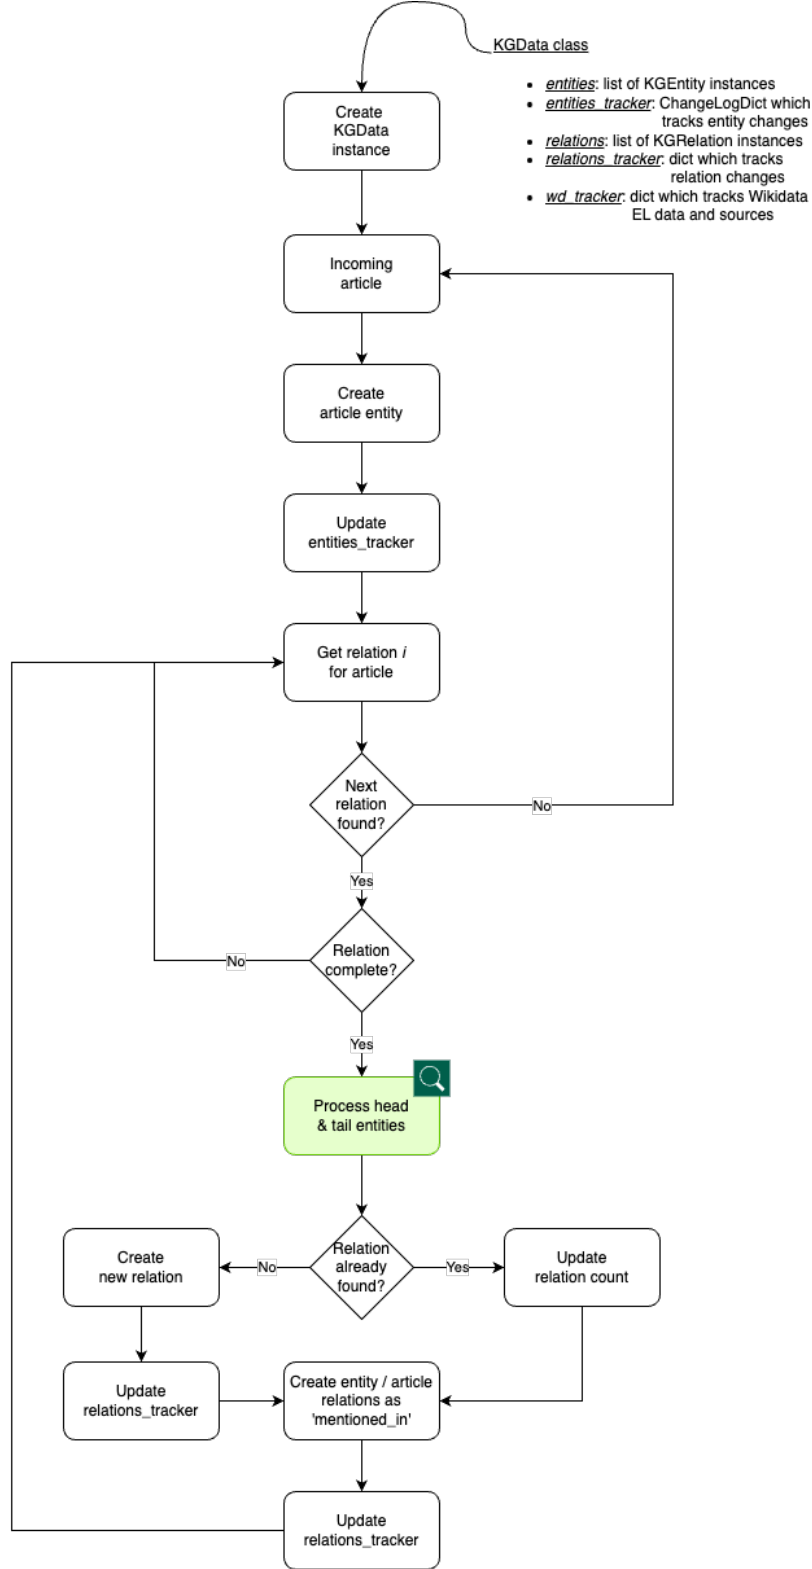 KGData class
entities: list of KGEntity instances
entities_tracker: ChangeLogDict which
tracks entity changes
relations: list of KGRelation instances
relations_tracker: dict which tracks
relation changes
wd_tracker: dict which tracks Wikidata
EL data and sources
Create
KGData
instance
Incoming
article
Create
article entity
Update
entities_tracker
Get relation i
for article
Next
relation
found?
No
Yes
Relation
complete?
No
Yes
Process head
& tail entities
Relation
already
found?
No
Yes
Create
new relation
Update
relation count
Update
relations_tracker
Create entity / article
relations as
'mentioned_in'
Update
relations_tracker